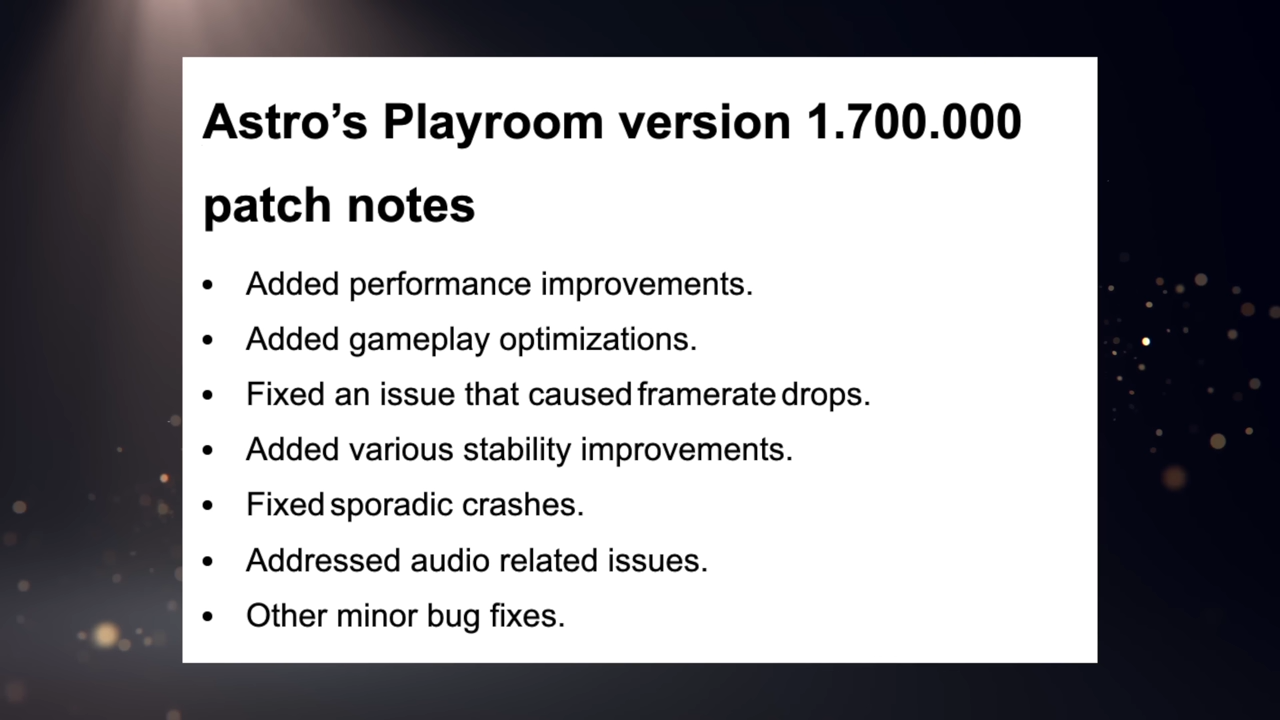 Astro’s Playroom version 1.700.000
patch notes
• Added performance improvements.
• Added gameplay optimizations.
• Fixed an issue that caused framerate drops.
• Added various stability improvements.
• Fixed sporadic crashes.
• Addressed audio related issues.
• Other minor bug fixes.